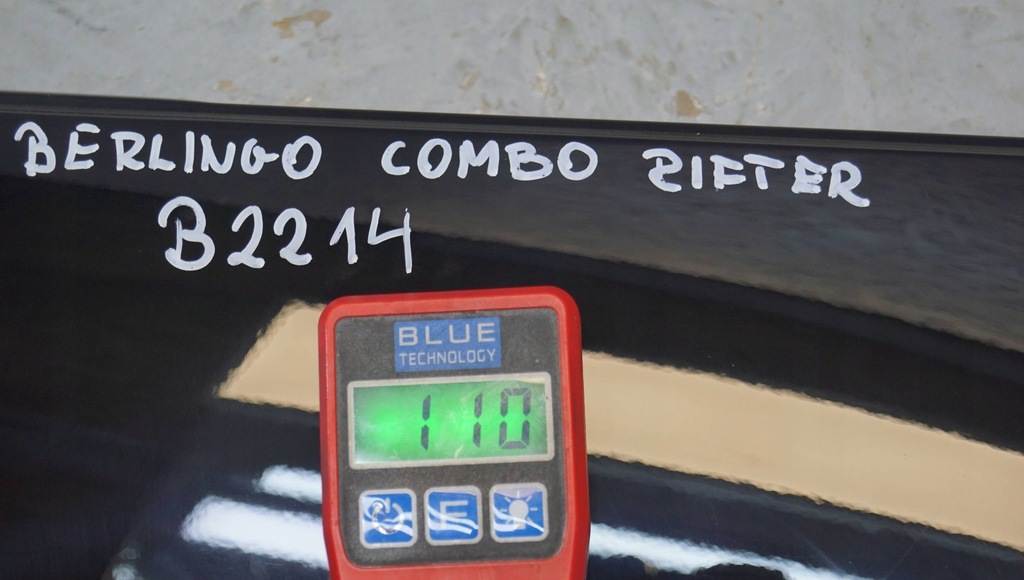 BERLINGO COMBO RIFTER
B2214
BLUE
TECHNOLOGY
110
F